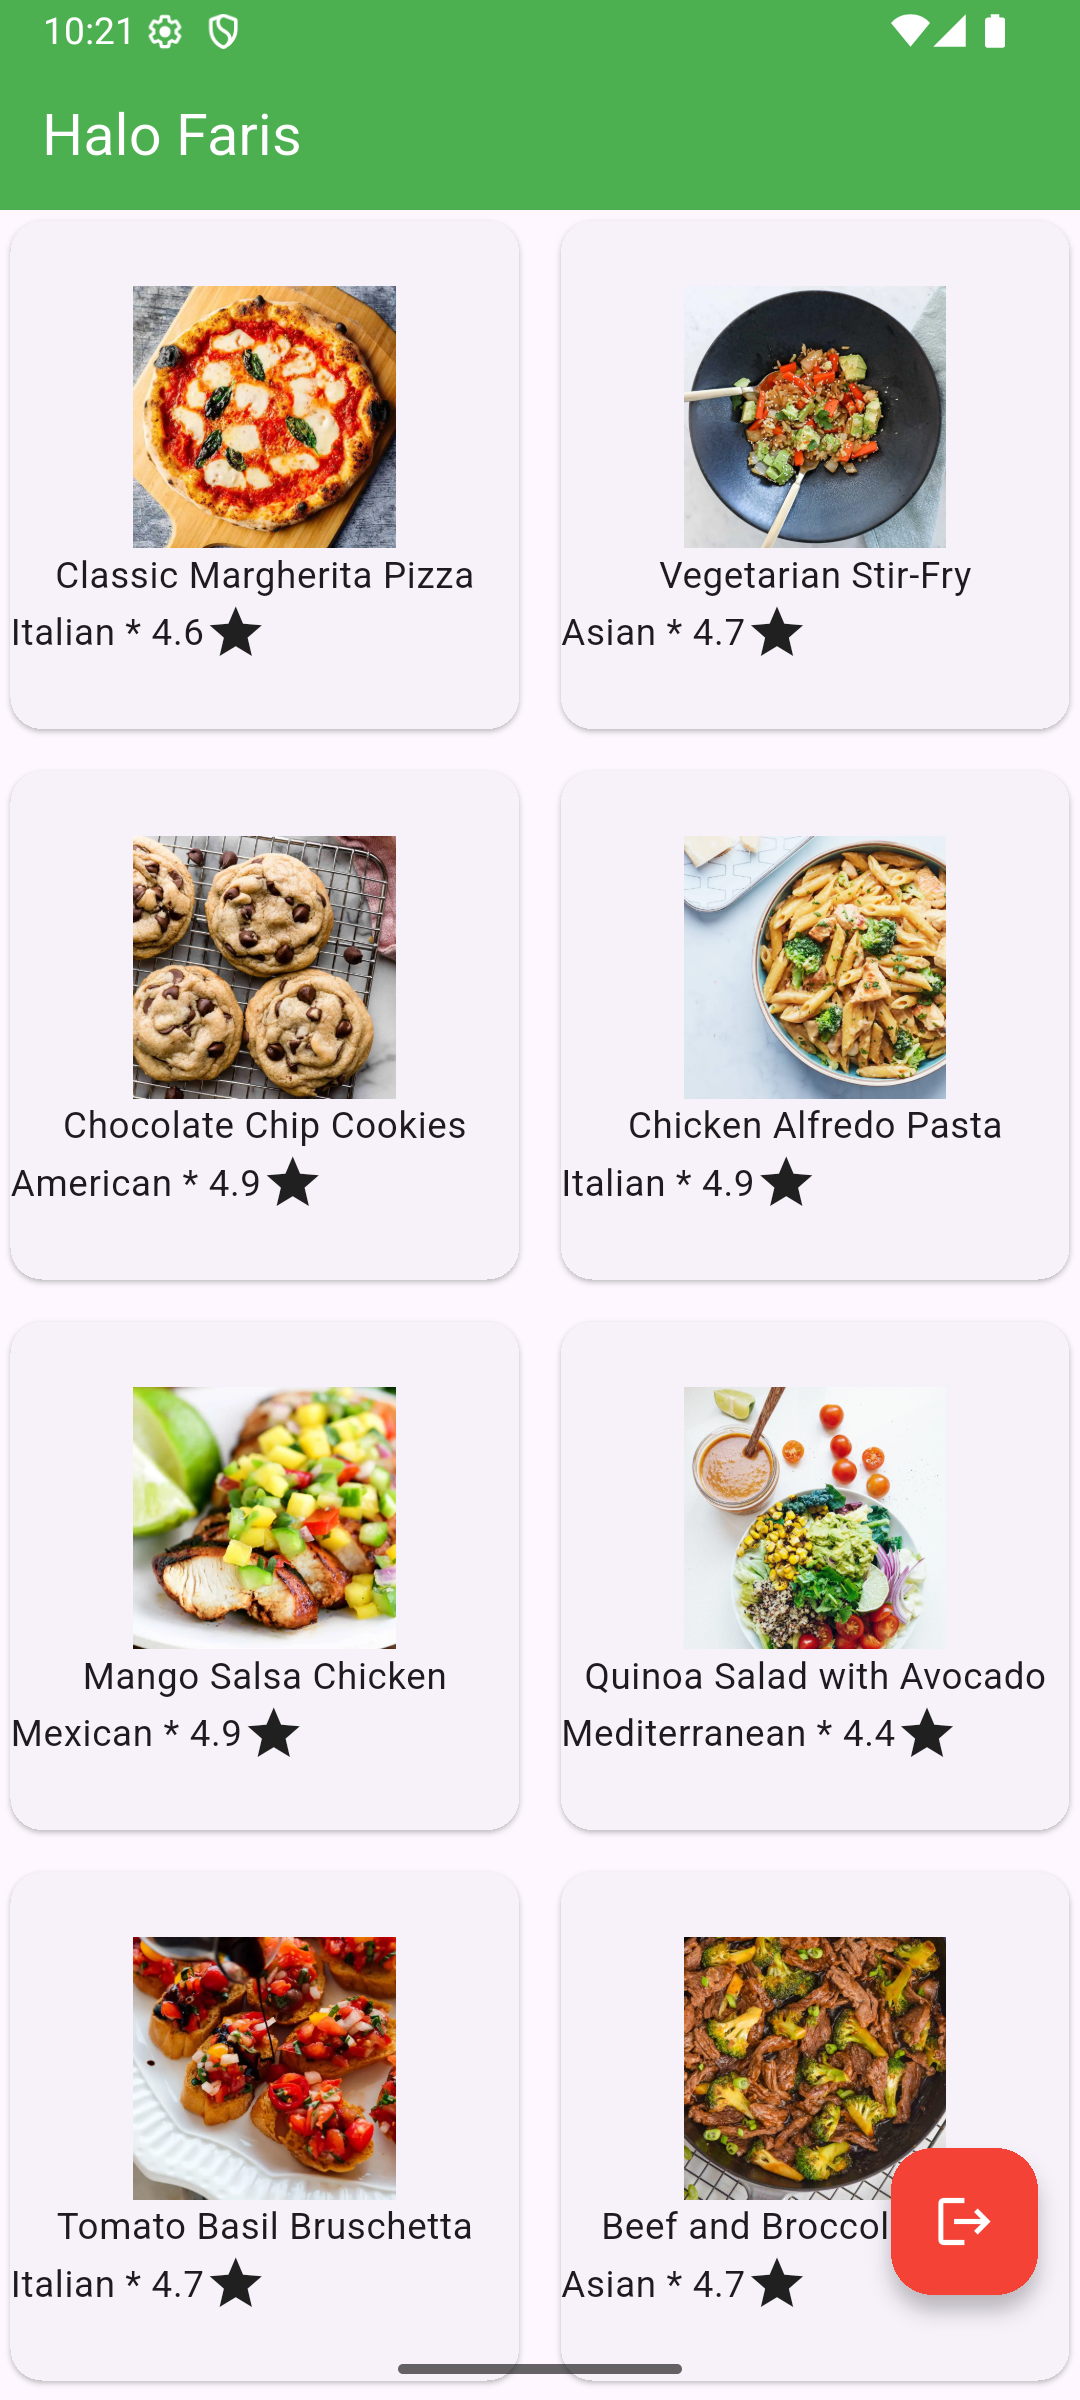 10:21
Halo Faris
Classic Margherita Pizza
Italian * 4.6
Vegetarian Stir-Fry
Asian * 4.7
Chocolate Chip Cookies
American * 4.9
Chicken Alfredo Pasta
Italian * 4.9
Mango Salsa Chicken
Mexican * 4.9
Quinoa Salad with Avocado
Mediterranean * 4.4
Tomato Basil Bruschetta
Italian * 4.7
Beef and Broccol
Asian * 4.7